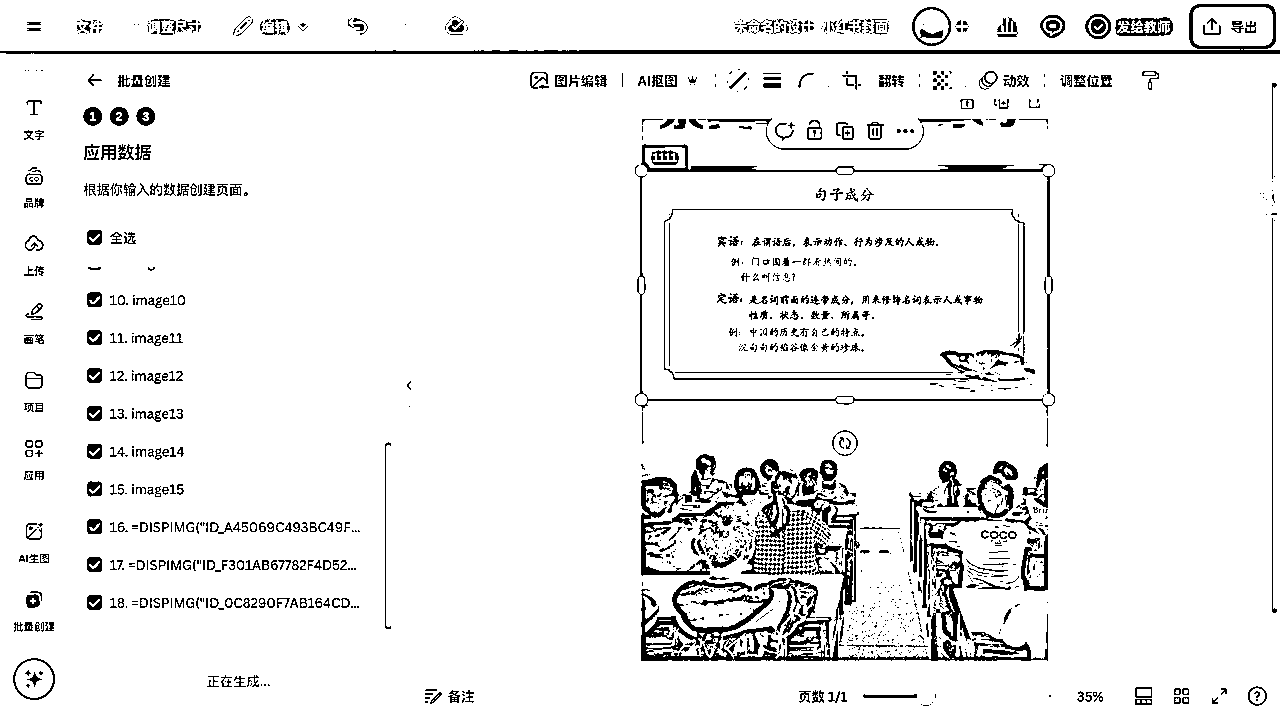 文件
调整尺寸
编辑
未命名的设计-小红书封面
发给教师
导出
批量创建
图片编辑
AI抠图
翻转
动效
调整位置
文字
品牌
上传
画笔
项目
应用
AI生图
批量创建
1 2 3
应用数据
根据你输入的数据创建页面。
全选
10. image10
11. image11
12. image12
13. image13
14. image14
15. image15
16. =DISPIMG("ID_A45069C493BC49F...
17. =DISPIMG("ID_F301AB67782F4D52...
18. =DISPIMG("ID_0C8290F7AB164CD...
正在生成...
句子成分
宾语：在谓语后，表示动作、行为涉及的人或物。
例：门口围着一群看热闹的。
什么叫信息？
定语：是名词前面的连带成分，用来修饰名词表示人或事物
性质、状态、数量、所属等。
例：中国的历史有自己的特点。
沉甸甸的稻谷像金黄的珍珠。
COCO
备注
页数 1/1
35%